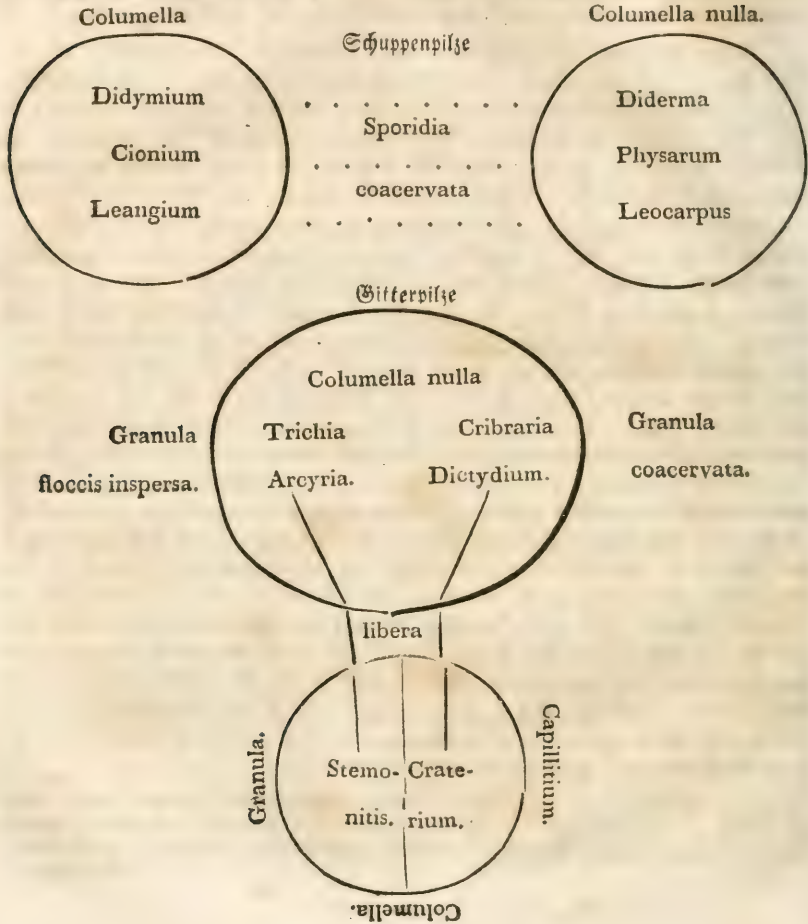 Columella
Columella nulla.
Schuppenpilze
Didymium
Cionium
Leangium
Sporidia
coacervata
Diderma
Physarum
Leocarpus
Gitterpilze
Columella nulla
Granula
floccis inspersa.
Trichia
Arcyria.
Cribraria
Dictydium.
Granula
coacervata.
libera
Granula.
Stemo- Crate-
nitis. rium.
Capillitium.
Columella.